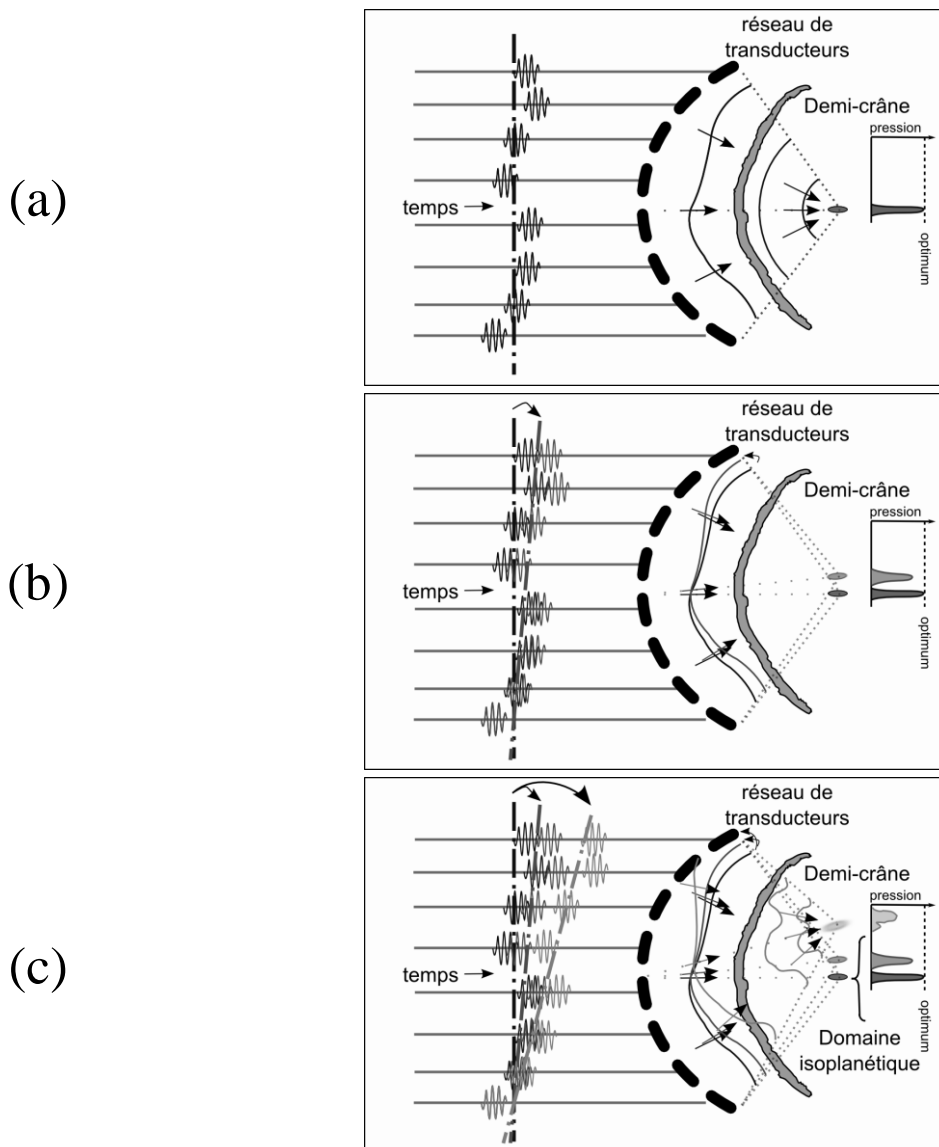 (a)
réseau de
transducteurs
Demi-crâne
pression
temps
optimum
(b)
réseau de
transducteurs
Demi-crâne
pression
temps
optimum
(c)
réseau de
transducteurs
Demi-crâne
pression
temps
optimum
Domaine
isoplanétique